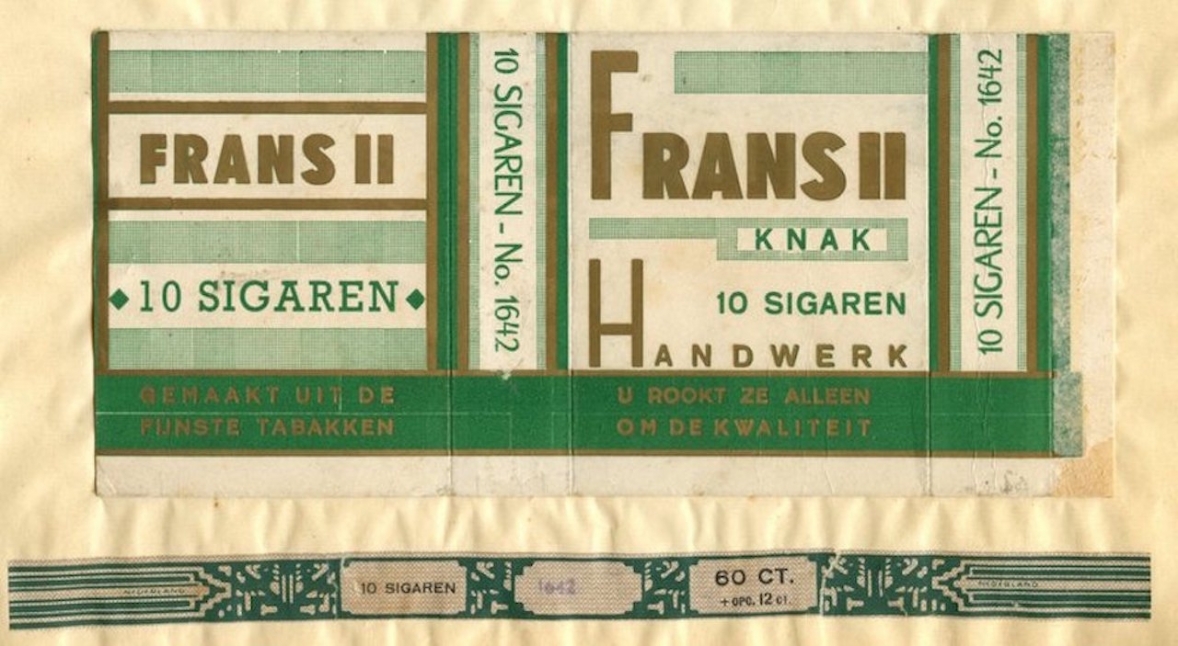 FRANS II
◆10 SIGAREN◆
GEMAAKT UIT DE
FIJNSTE TABAKKEN
10 SIGAREN - No. 1642
FRANS II
KNAK
10 SIGAREN
HANDWERK
U ROOKT ZE ALLEEN
OM DE KWALITEIT
10 SIGAREN - No. 1642
NEDERLAND
10 SIGAREN
1642
60 CT.
+ OPC. 12 ct.
NEDERLAND